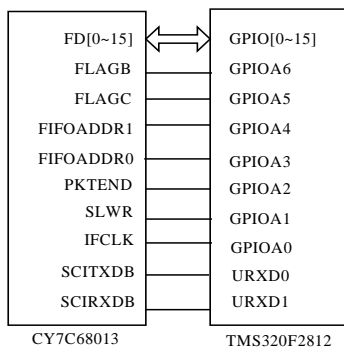 FD[0~15] GPIO[0~15]
FLAGB GPIOA6
FLAGC GPIOA5
FIFOADDR1 GPIOA4
FIFOADDR0 GPIOA3
PKTEND GPIOA2
SLWR GPIOA1
IFCLK GPIOA0
SCITXDB URXD0
SCIRXDB URXD1
CY7C68013 TMS320F2812